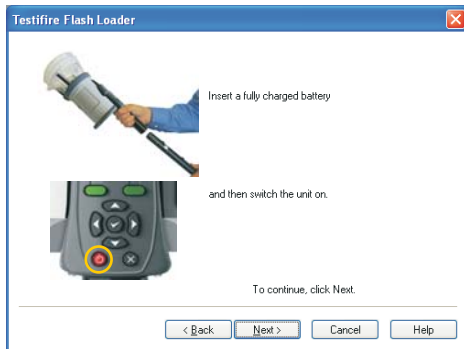 Testifire Flash Loader
Insert a fully charged battery
and then switch the unit on.
To continue, click Next.
< Back
Next >
Cancel
Help